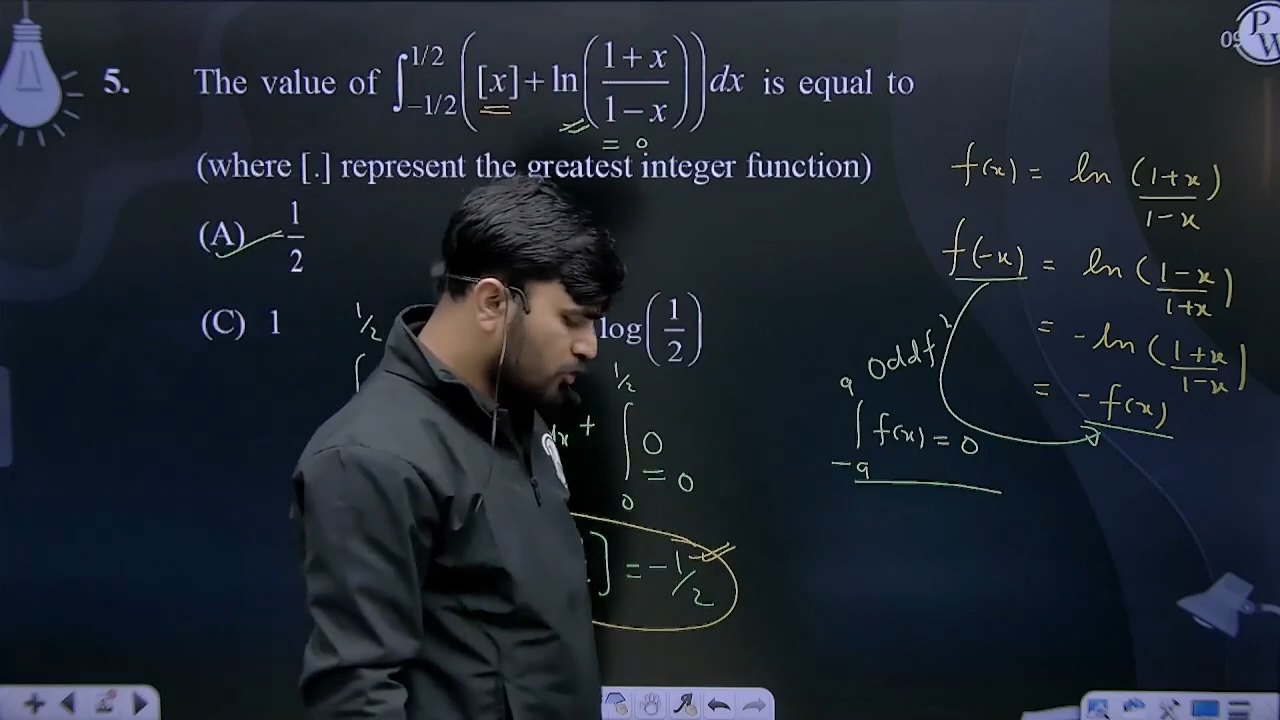 5. The value of ∫_{-1/2}^{1/2} ([x] + ln((1+x)/(1−x))) dx is equal to
= 0
(where [.] represent the greatest integer function)
(A) −1/2
(C) 1
log(1/2)
1/2
∫
dx + ∫_0^{1/2} 0
= 0
] = −1/2
f(x) = ln (1+x)/(1−x)
f(−x) = ln (1−x/1+x)
= −ln (1+x/1−x)
= −f(x)
odd f^n
∫_{-a}^{a} f(x) = 0
P
W